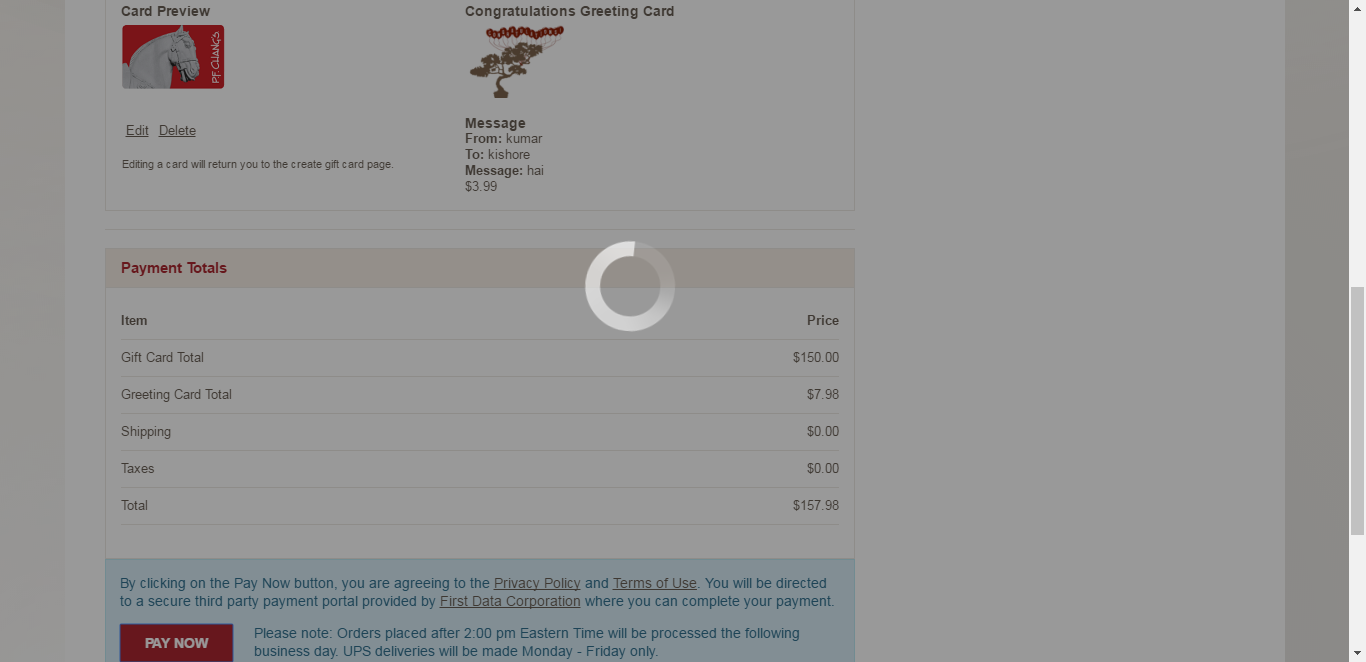 Card Preview
Congratulations Greeting Card
P.F. CHANG'S
Edit Delete
Editing a card will return you to the create gift card page.
Message
From: kumar
To: kishore
Message: hai
$3.99
Payment Totals
Item Price
Gift Card Total $150.00
Greeting Card Total $7.98
Shipping $0.00
Taxes $0.00
Total $157.98
By clicking on the Pay Now button, you are agreeing to the Privacy Policy and Terms of Use. You will be directed
to a secure third party payment portal provided by First Data Corporation where you can complete your payment.
PAY NOW
Please note: Orders placed after 2:00 pm Eastern Time will be processed the following
business day. UPS deliveries will be made Monday - Friday only.